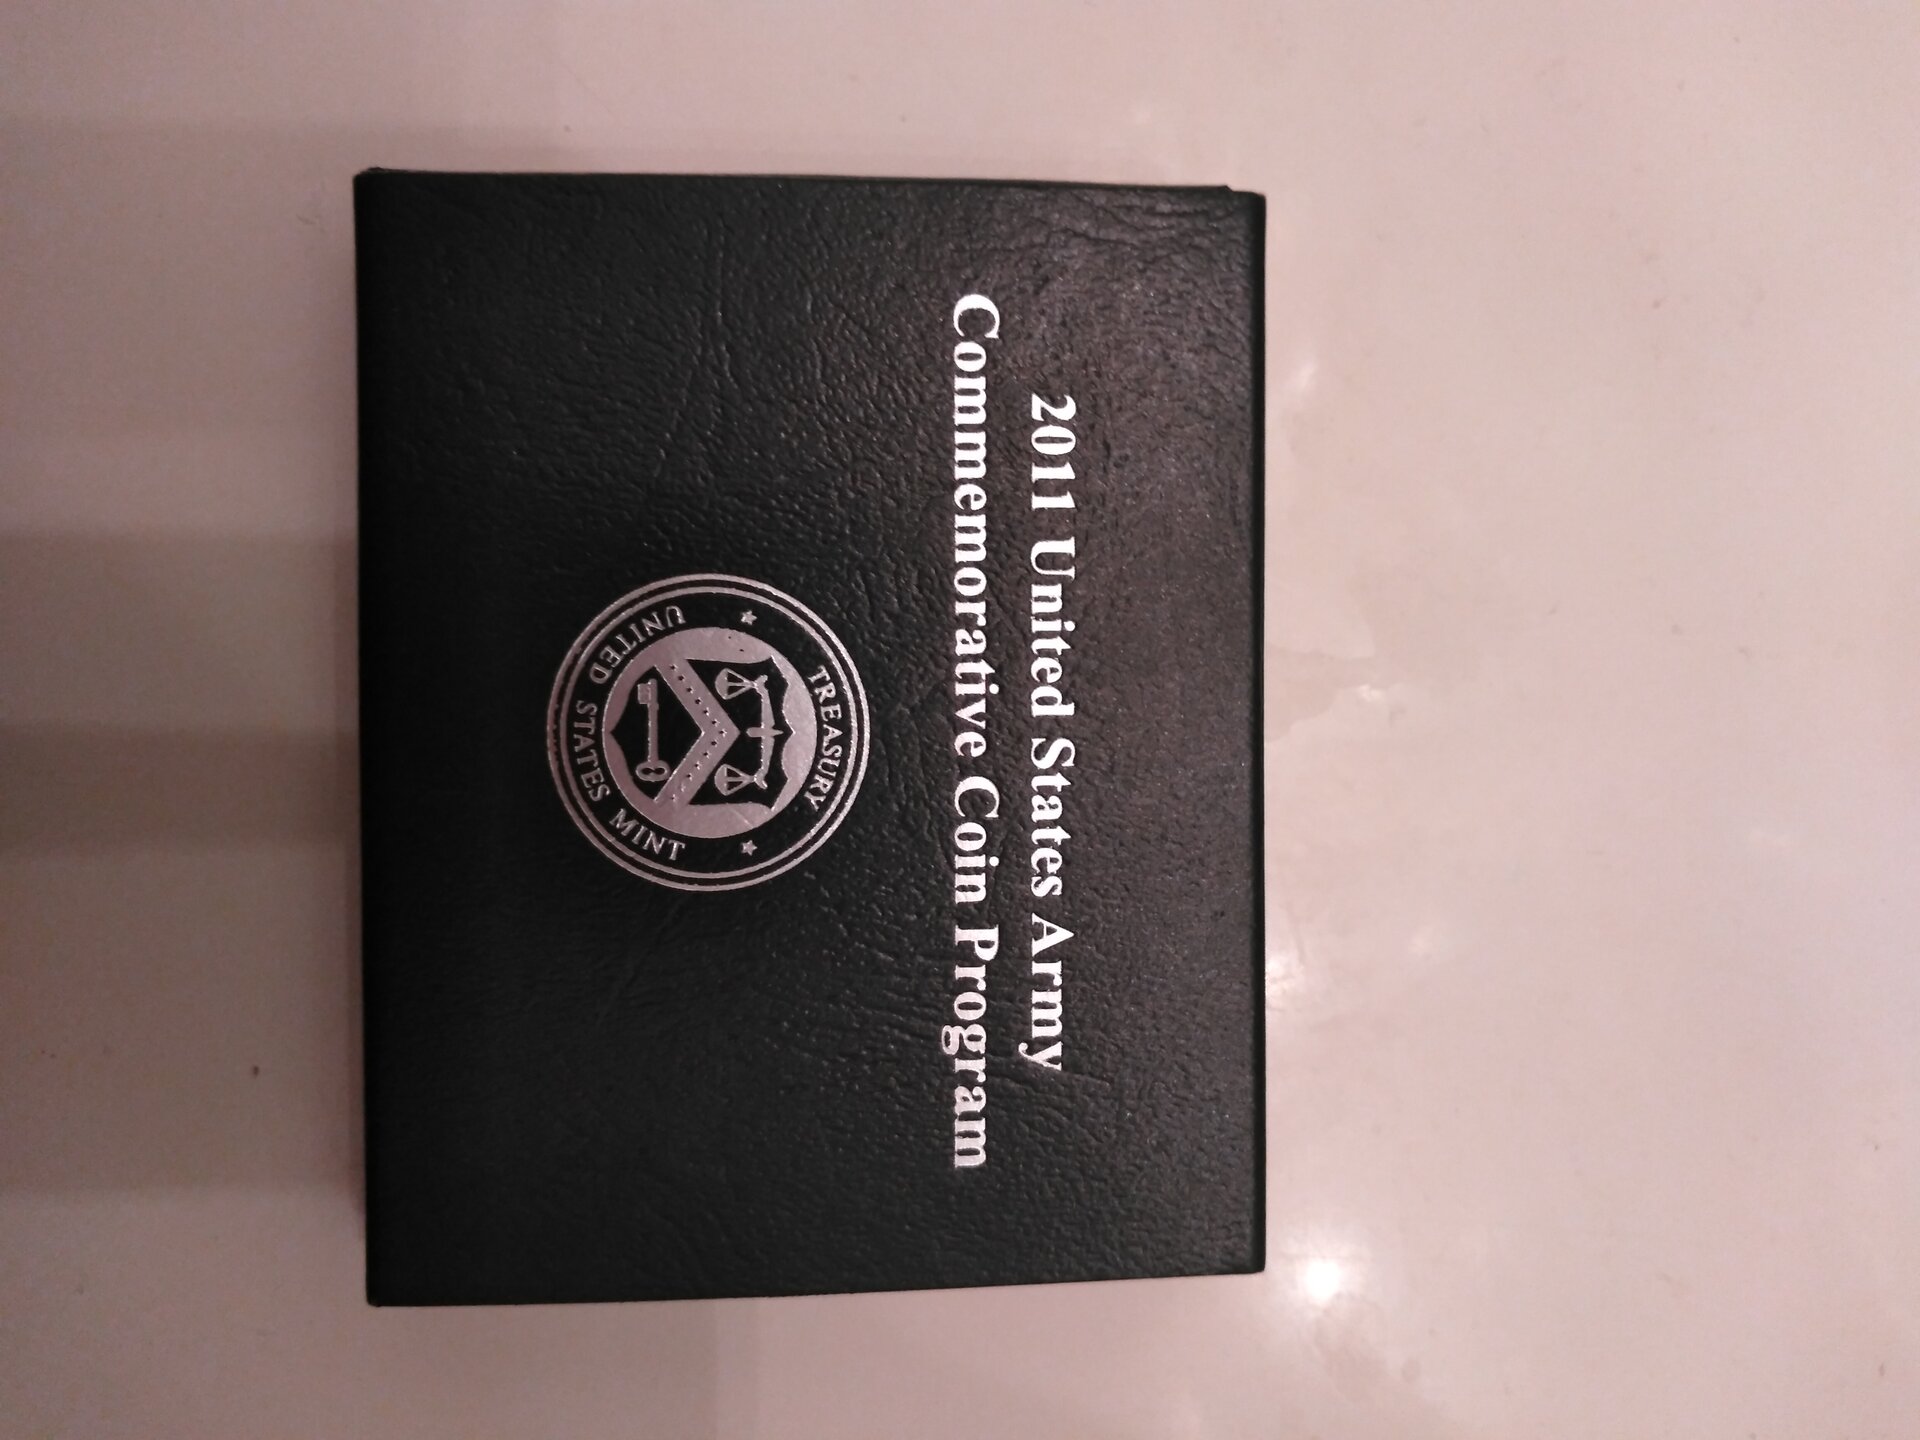 2011 United States Army
Commemorative Coin Program
TREASURY
UNITED STATES MINT